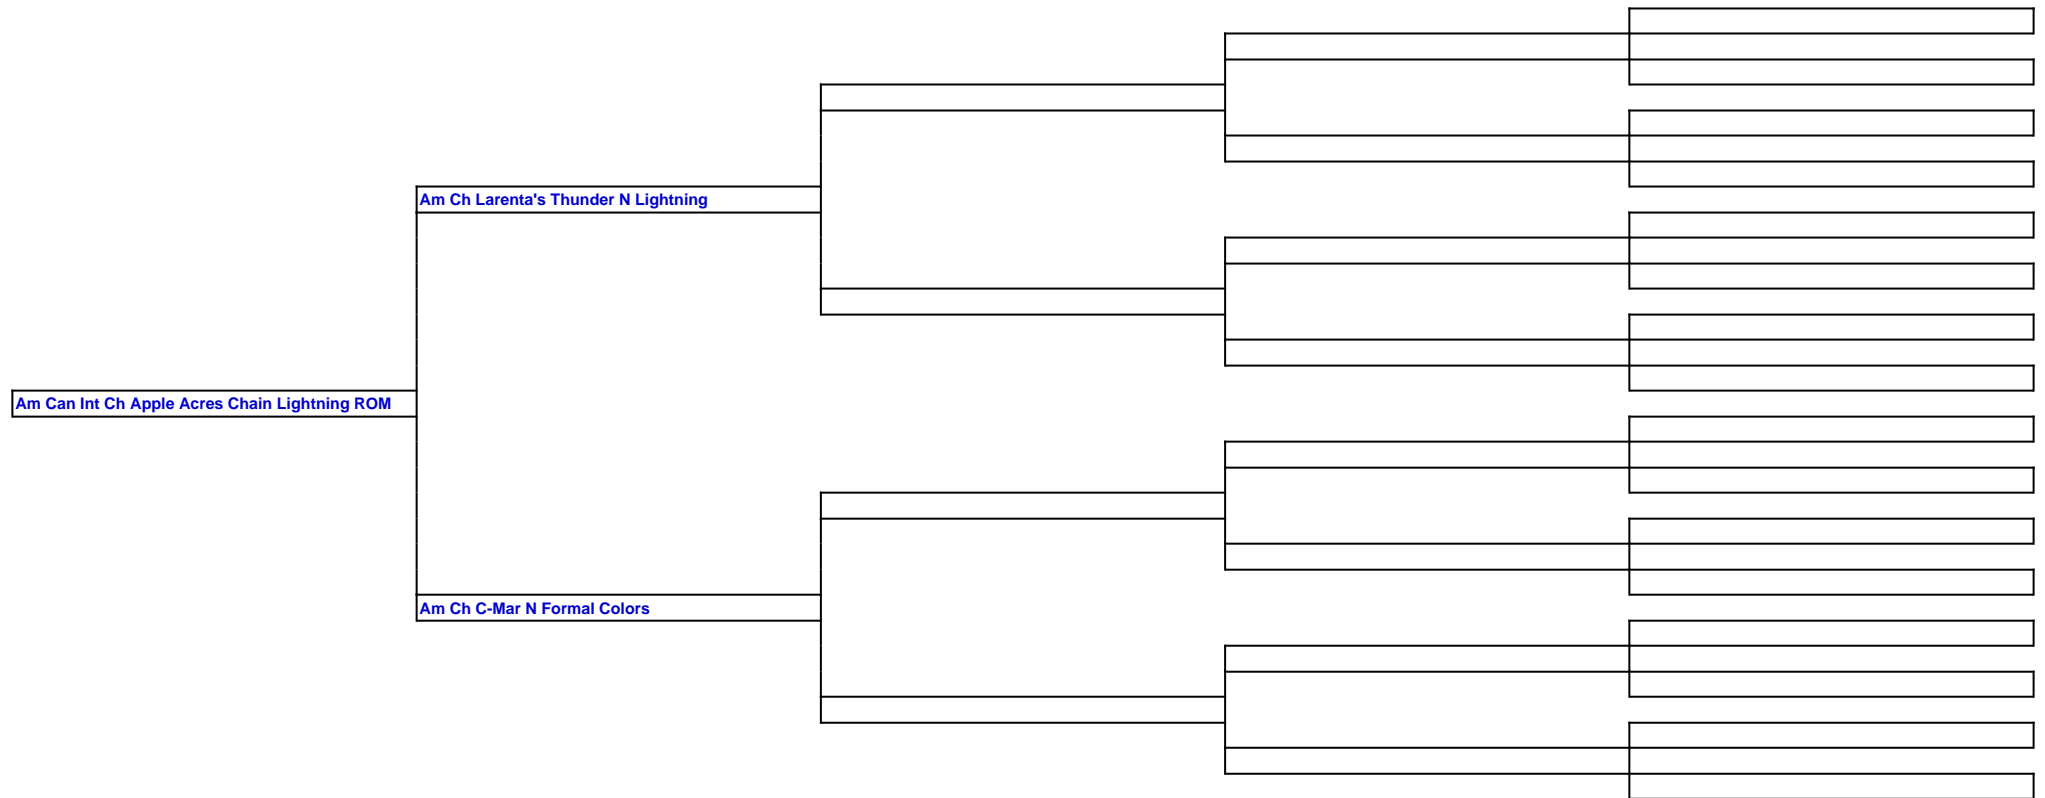 Am Ch Larenta's Thunder N Lightning
Am Can Int Ch Apple Acres Chain Lightning ROM
Am Ch C-Mar N Formal Colors